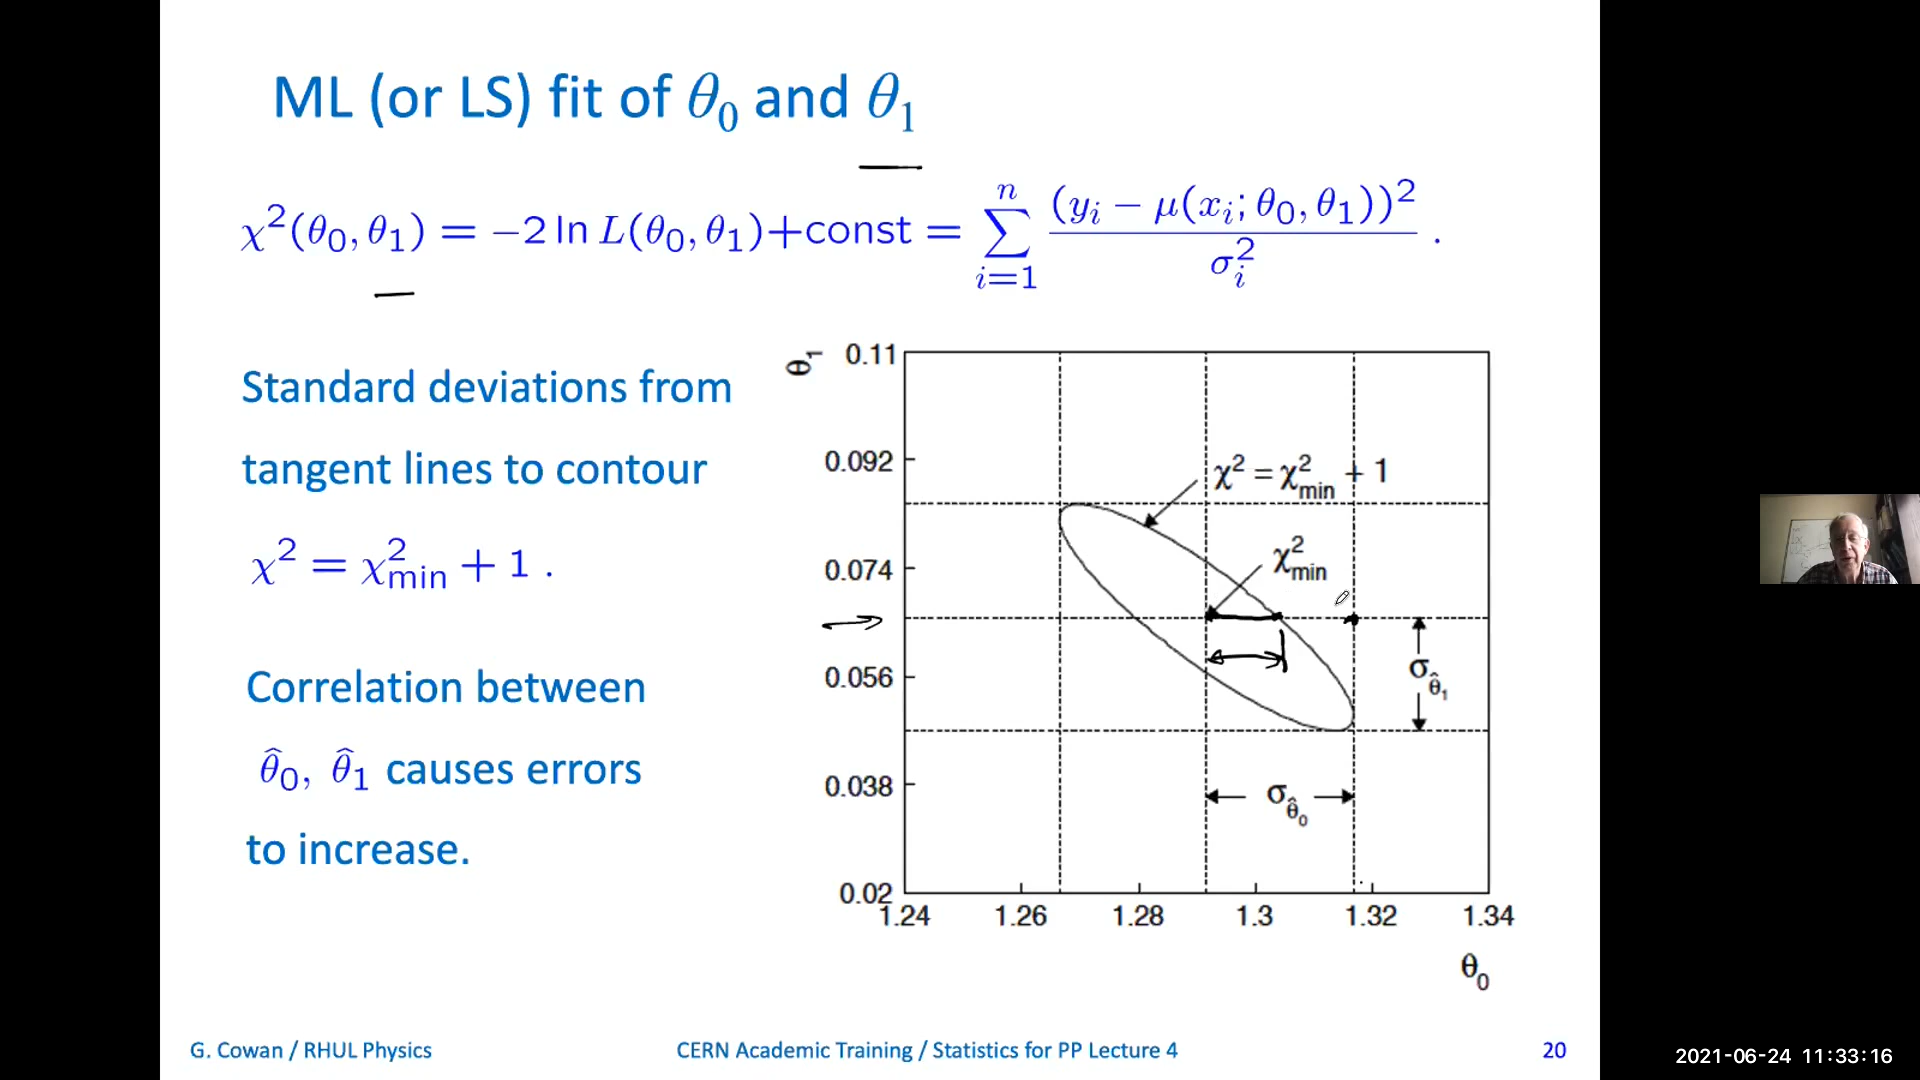 ML (or LS) fit of θ₀ and θ₁
χ²(θ₀, θ₁) = −2 ln L(θ₀, θ₁)+const = ∑ᵢ₌₁ⁿ (yᵢ − μ(xᵢ; θ₀, θ₁))² / σᵢ² .
Standard deviations from
tangent lines to contour
χ² = χ²min + 1 .
Correlation between
θ̂₀, θ̂₁ causes errors
to increase.
θ₁
0.11
0.092
0.074
0.056
0.038
0.02
χ² = χ²min + 1
χ²min
σθ̂₁
σθ̂₀
1.24 1.26 1.28 1.3 1.32 1.34
θ₀
G. Cowan / RHUL Physics
CERN Academic Training / Statistics for PP Lecture 4
20
2021-06-24 11:33:16